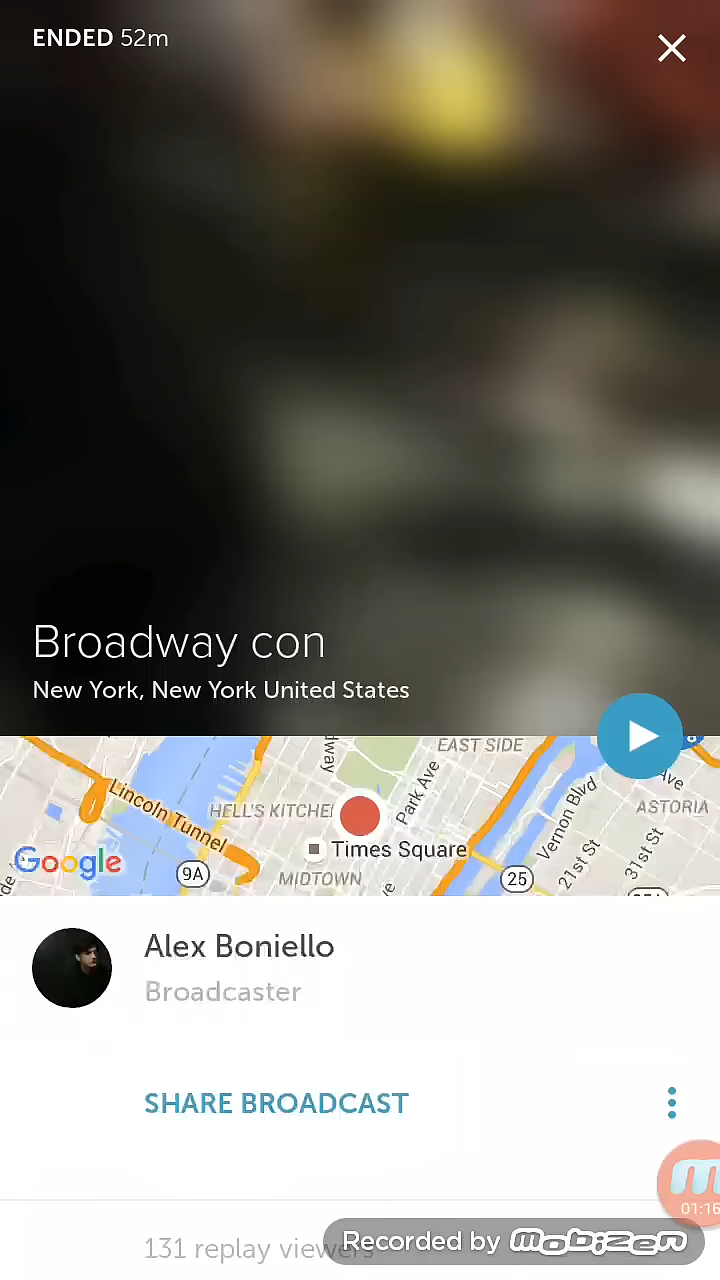 ENDED 52m
Broadway con
New York, New York United States
EAST SIDE
Park Ave
Ave
Lincoln Tunnel
HELL'S KITCHE
Vernon Blvd
ASTORIA
Times Square
Google
9A
MIDTOWN
25
21st St
31st St
Alex Boniello
Broadcaster
SHARE BROADCAST
01:16
131 replay viewers
Recorded by mobizen